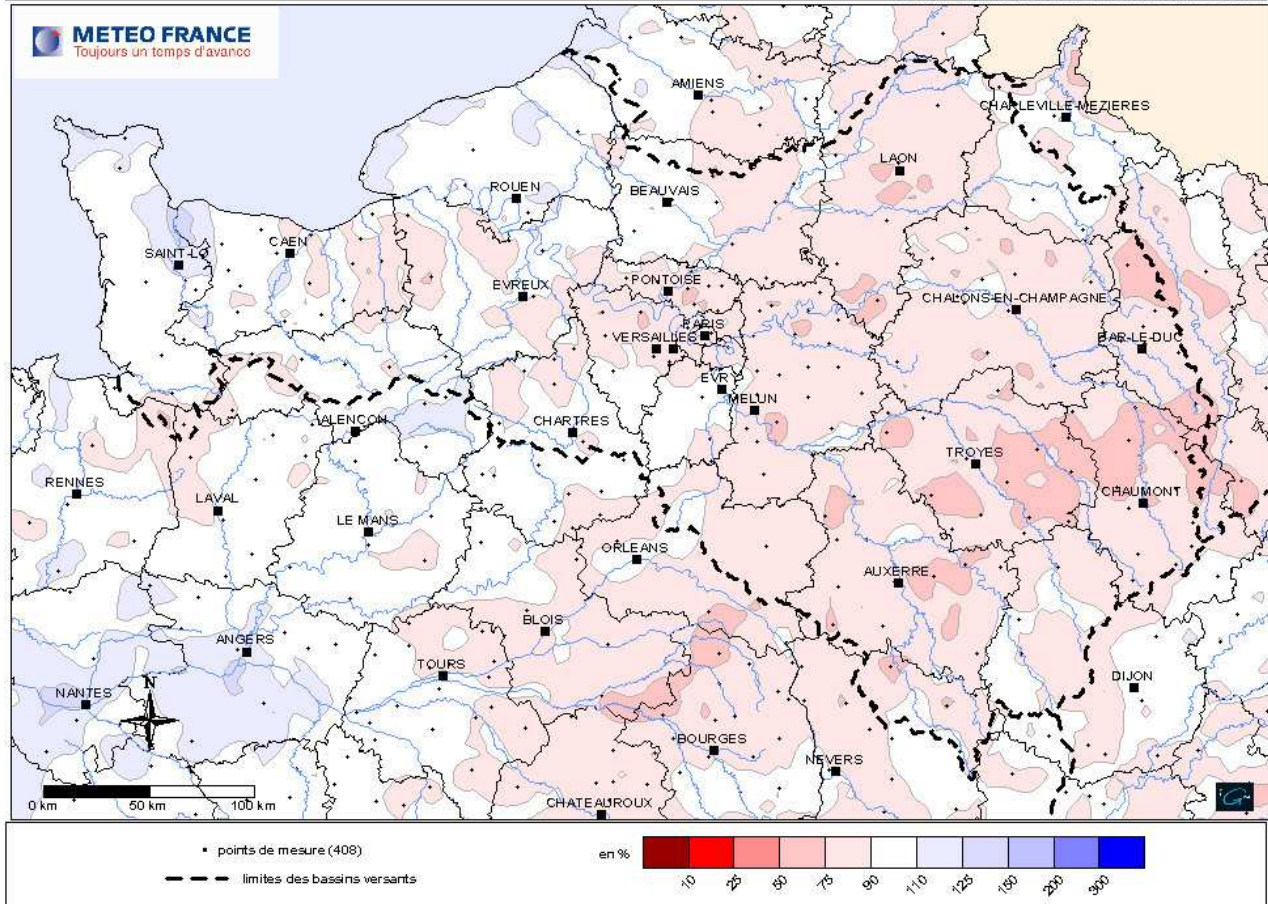 METEO FRANCE
Toujours un temps d'avance
AMIENS
CHARLEVILLE-MEZIERES
LAON
ROUEN
BEAUVAIS
SAINT-LO
CAEN
EVREUX
PONTOISE
CHALONS-EN-CHAMPAGNE
PARIS
VERSAILLES
BAR-LE-DUC
EVRY
MELUN
ALENCON
CHARTRES
TROYES
RENNES
LAVAL
CHAUMONT
LE MANS
ORLEANS
AUXERRE
BLOIS
ANGERS
TOURS
DIJON
NANTES
N
BOURGES
NEVERS
0 km 50 km 100 km
CHATEAUROUX
points de mesure (408)
limites des bassins versants
en %
10 25 50 75 90 110 125 150 200 300